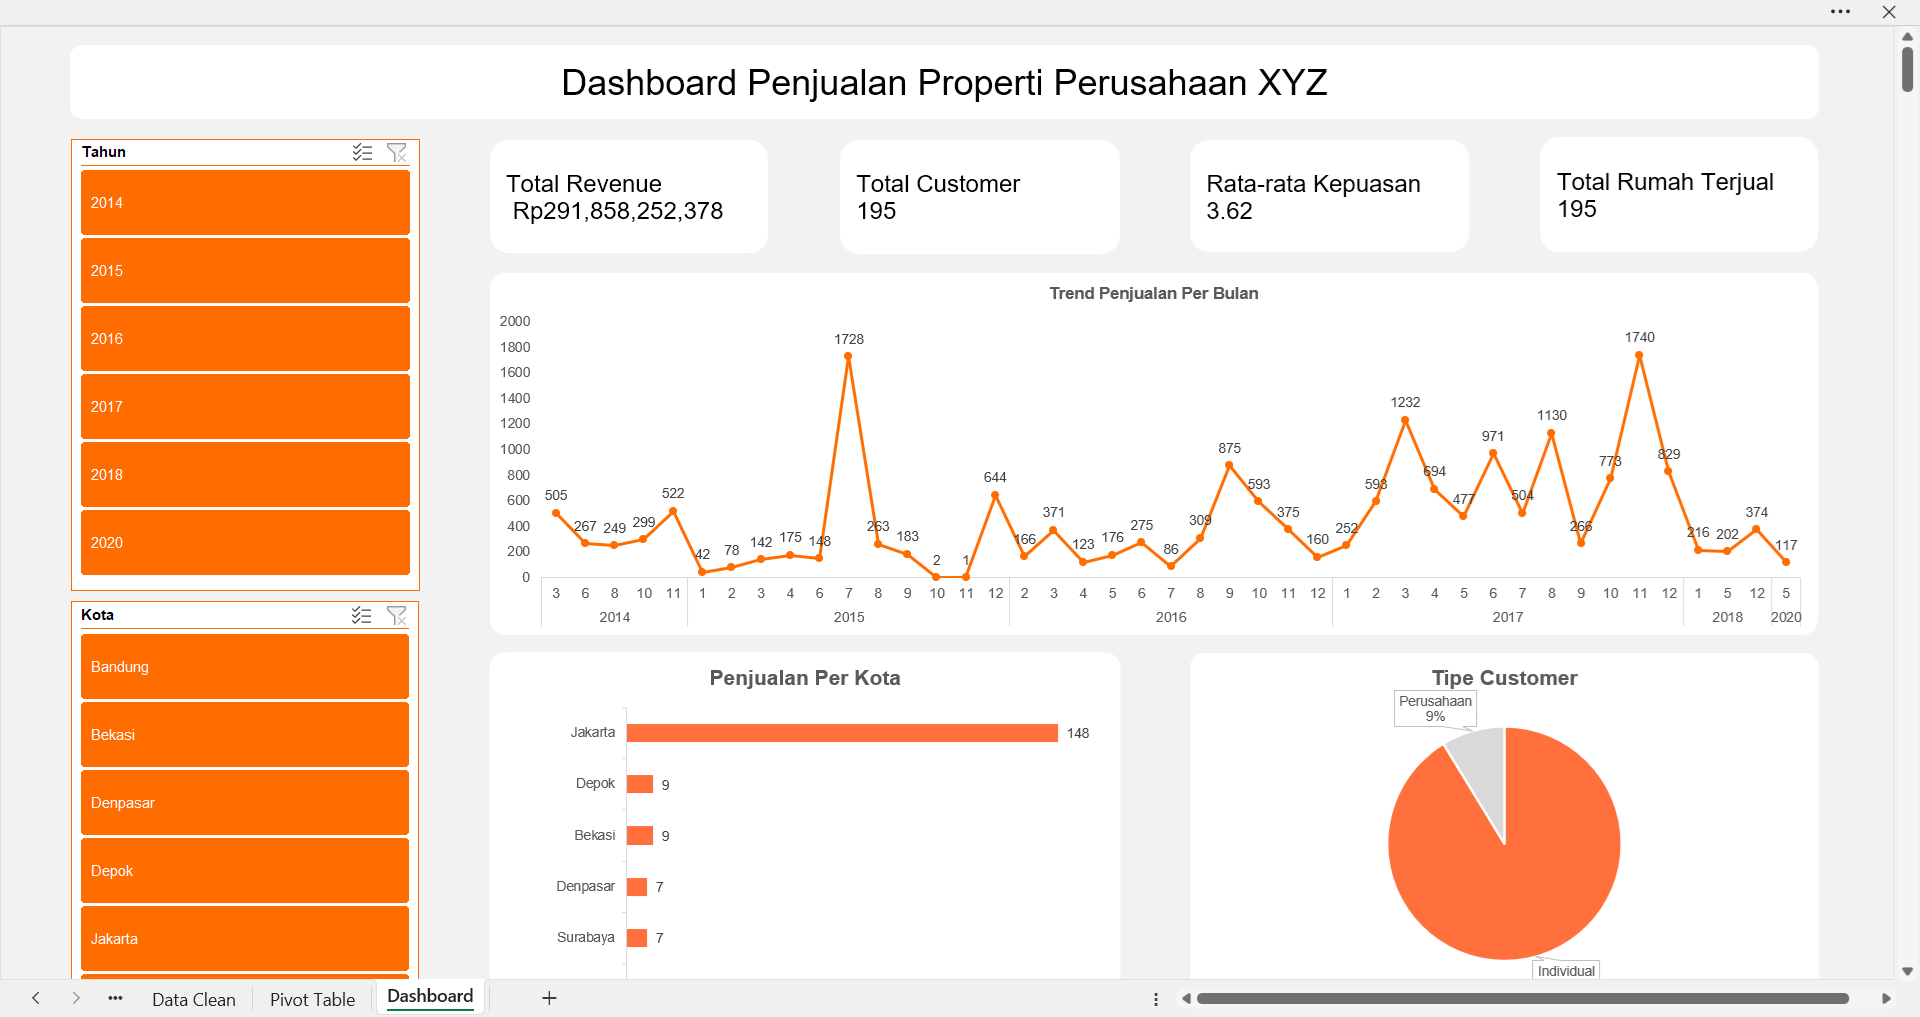 Dashboard Penjualan Properti Perusahaan XYZ
Tahun
2014
2015
2016
2017
2018
2020
Kota
Bandung
Bekasi
Denpasar
Depok
Jakarta
Total Revenue
Rp291,858,252,378
Total Customer
195
Rata-rata Kepuasan
3.62
Total Rumah Terjual
195
Trend Penjualan Per Bulan
2000
1800
1600
1400
1200
1000
800
600
400
200
0
505 267 249 299 522 42 78 142 175 148 1728 263 183 2 1 644 166 371 123 176 275 86 309 875 593 375 160 252 593 1232 694 477 971 504 1130 266 773 1740 829 216 202 374 117
3 6 8 10 11 1 2 3 4 6 7 8 9 10 11 12 2 3 4 5 6 7 8 9 10 11 12 1 2 3 4 5 6 7 8 9 10 11 12 1 5 12 5
2014 2015 2016 2017 2018 2020
Penjualan Per Kota
Jakarta 148
Depok 9
Bekasi 9
Denpasar 7
Surabaya 7
Tipe Customer
Perusahaan
9%
Individual
Data Clean Pivot Table Dashboard